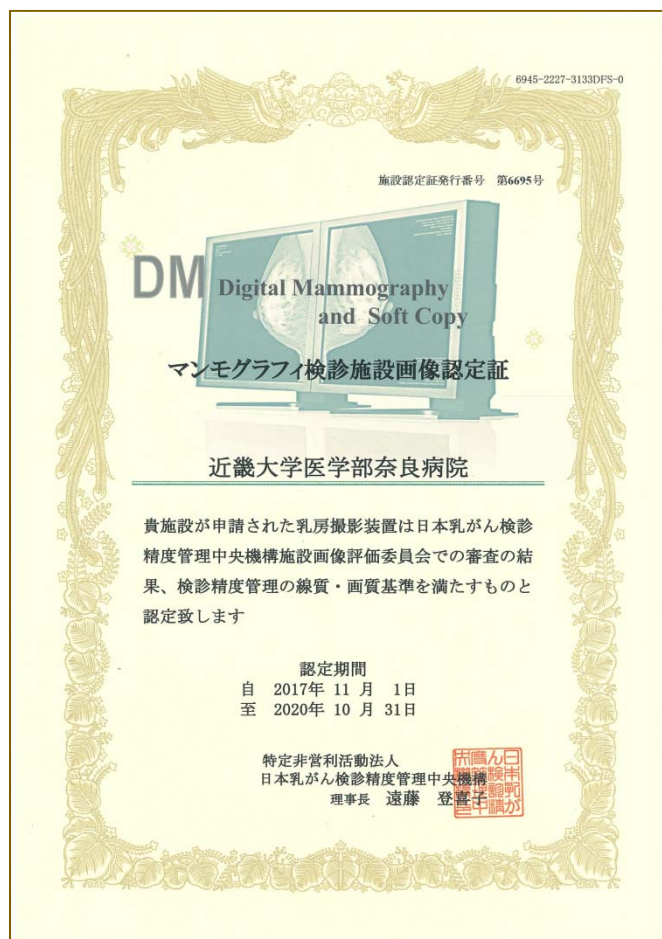 6945-2227-3133DFS-0
施設認定証発行番号　第6695号
DM Digital Mammography
and Soft Copy
マンモグラフィ検診施設画像認定証
近畿大学医学部奈良病院
貴施設が申請された乳房撮影装置は日本乳がん検診
精度管理中央機構施設画像評価委員会での審査の結
果、検診精度管理の線質・画質基準を満たすものと
認定致します
認定期間
自　2017年 11 月　1日
至　2020年 10 月 31日
特定非営利活動法人
日本乳がん検診精度管理中央機構
理事長　遠藤　登喜子